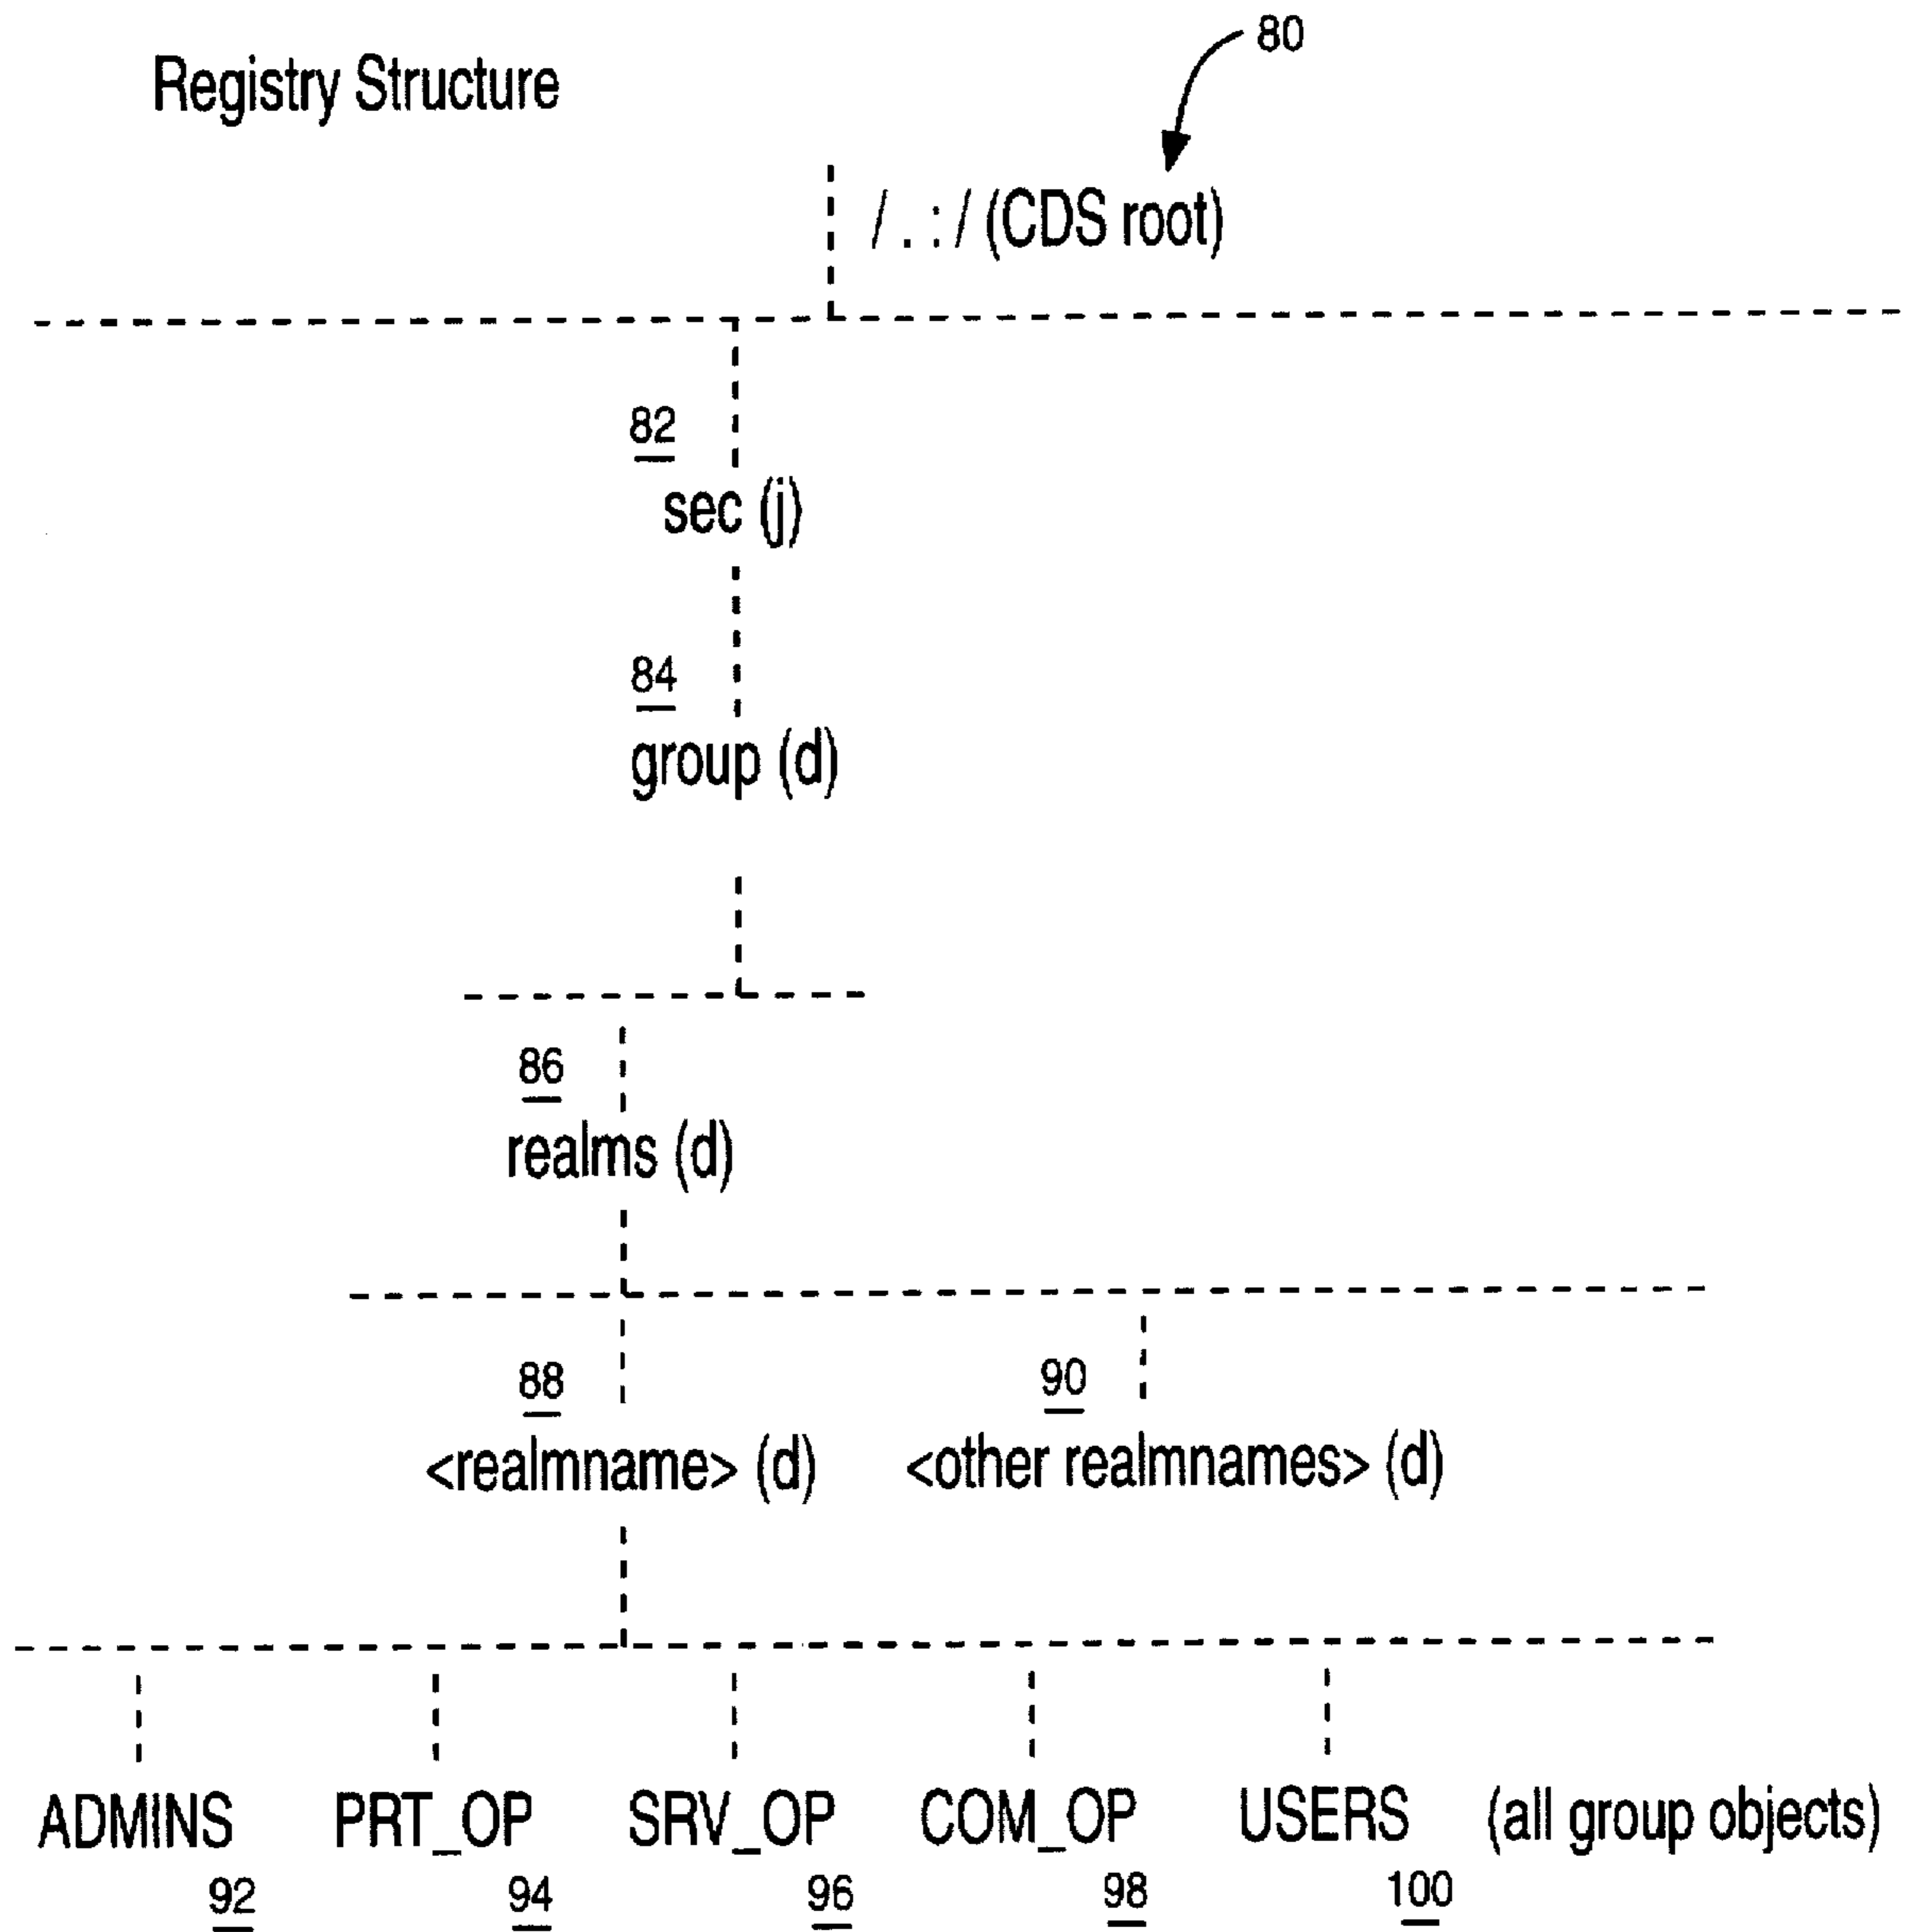 80
Registry Structure
/.:/ (CDS root)
82
sec (j)
84
group (d)
86
realms (d)
88 90
<realmname> (d) <other realmnames> (d)
ADMINS PRT_OP SRV_OP COM_OP USERS (all group objects)
92 94 96 98 100